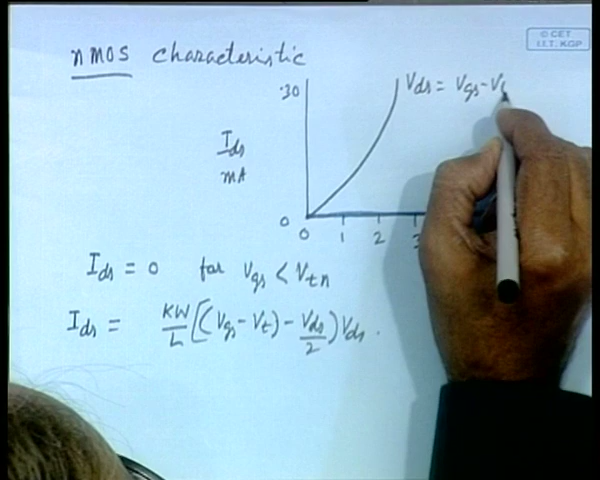 © CET
I.I.T. KGP
nmos characteristic
.30
Vds = Vgs - Vt
Ids
mA
0
0 1 2 3
Ids = 0 for Vgs < Vtn
Ids = KW/L [(Vgs - Vt) - Vds/2) Vds.